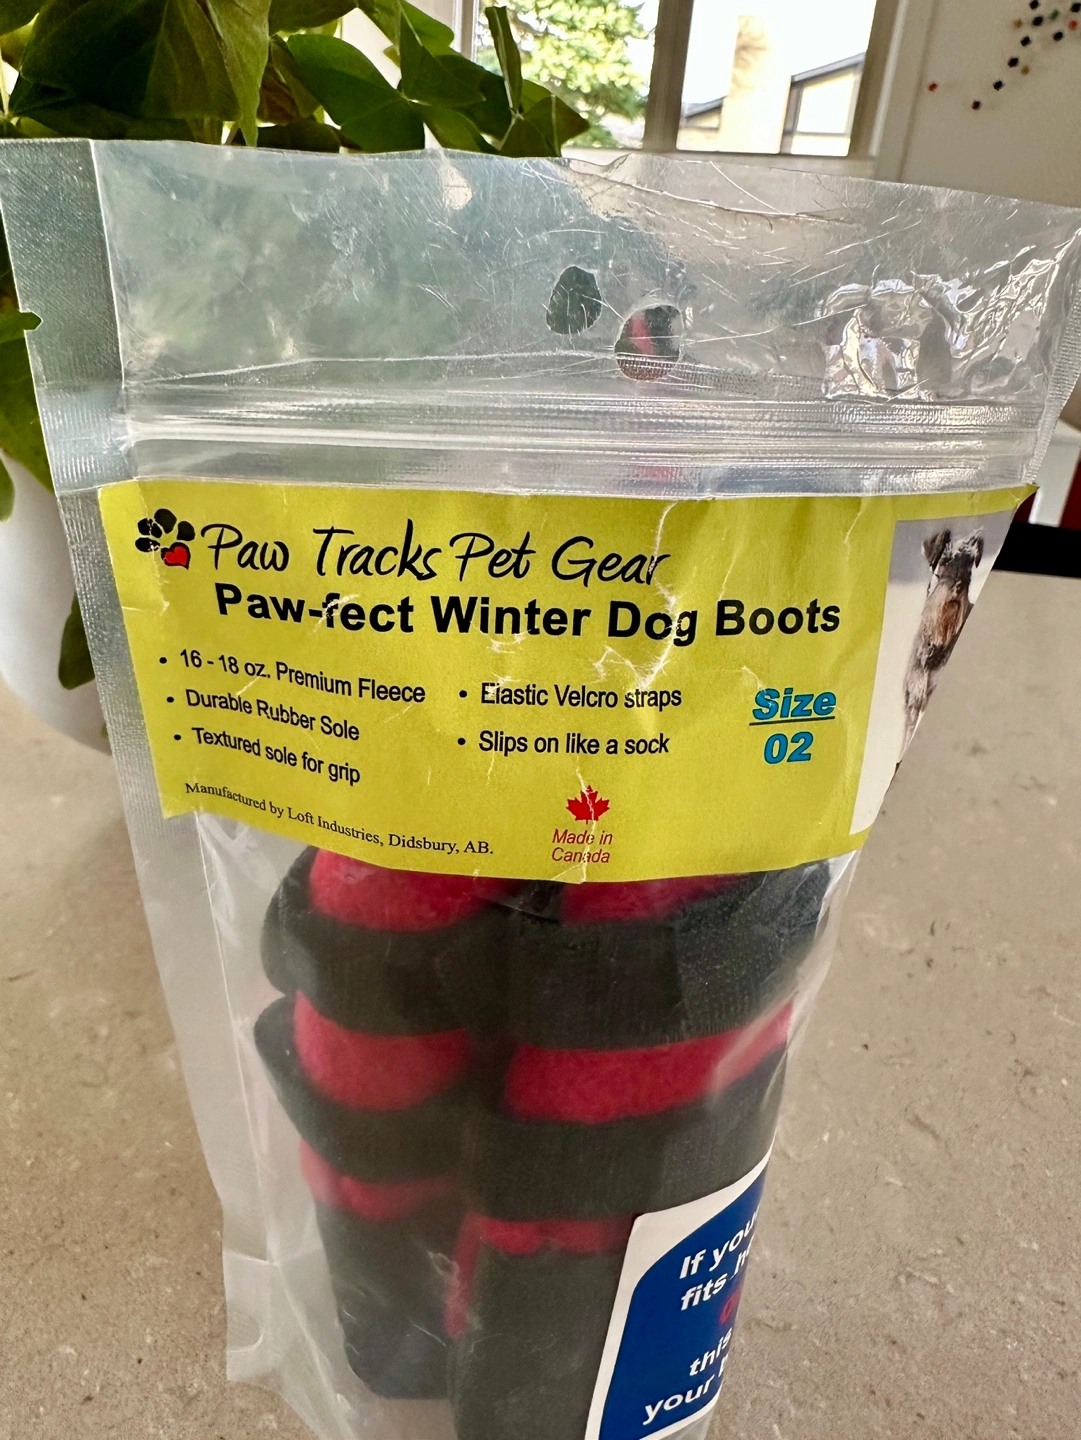 Paw Tracks Pet Gear
Paw-fect Winter Dog Boots
• 16 - 18 oz. Premium Fleece
• Durable Rubber Sole
• Textured sole for grip
• Elastic Velcro straps
• Slips on like a sock
Size
02
Manufactured by Loft Industries, Didsbury, AB.
Made in
Canada
If
fits
this
your